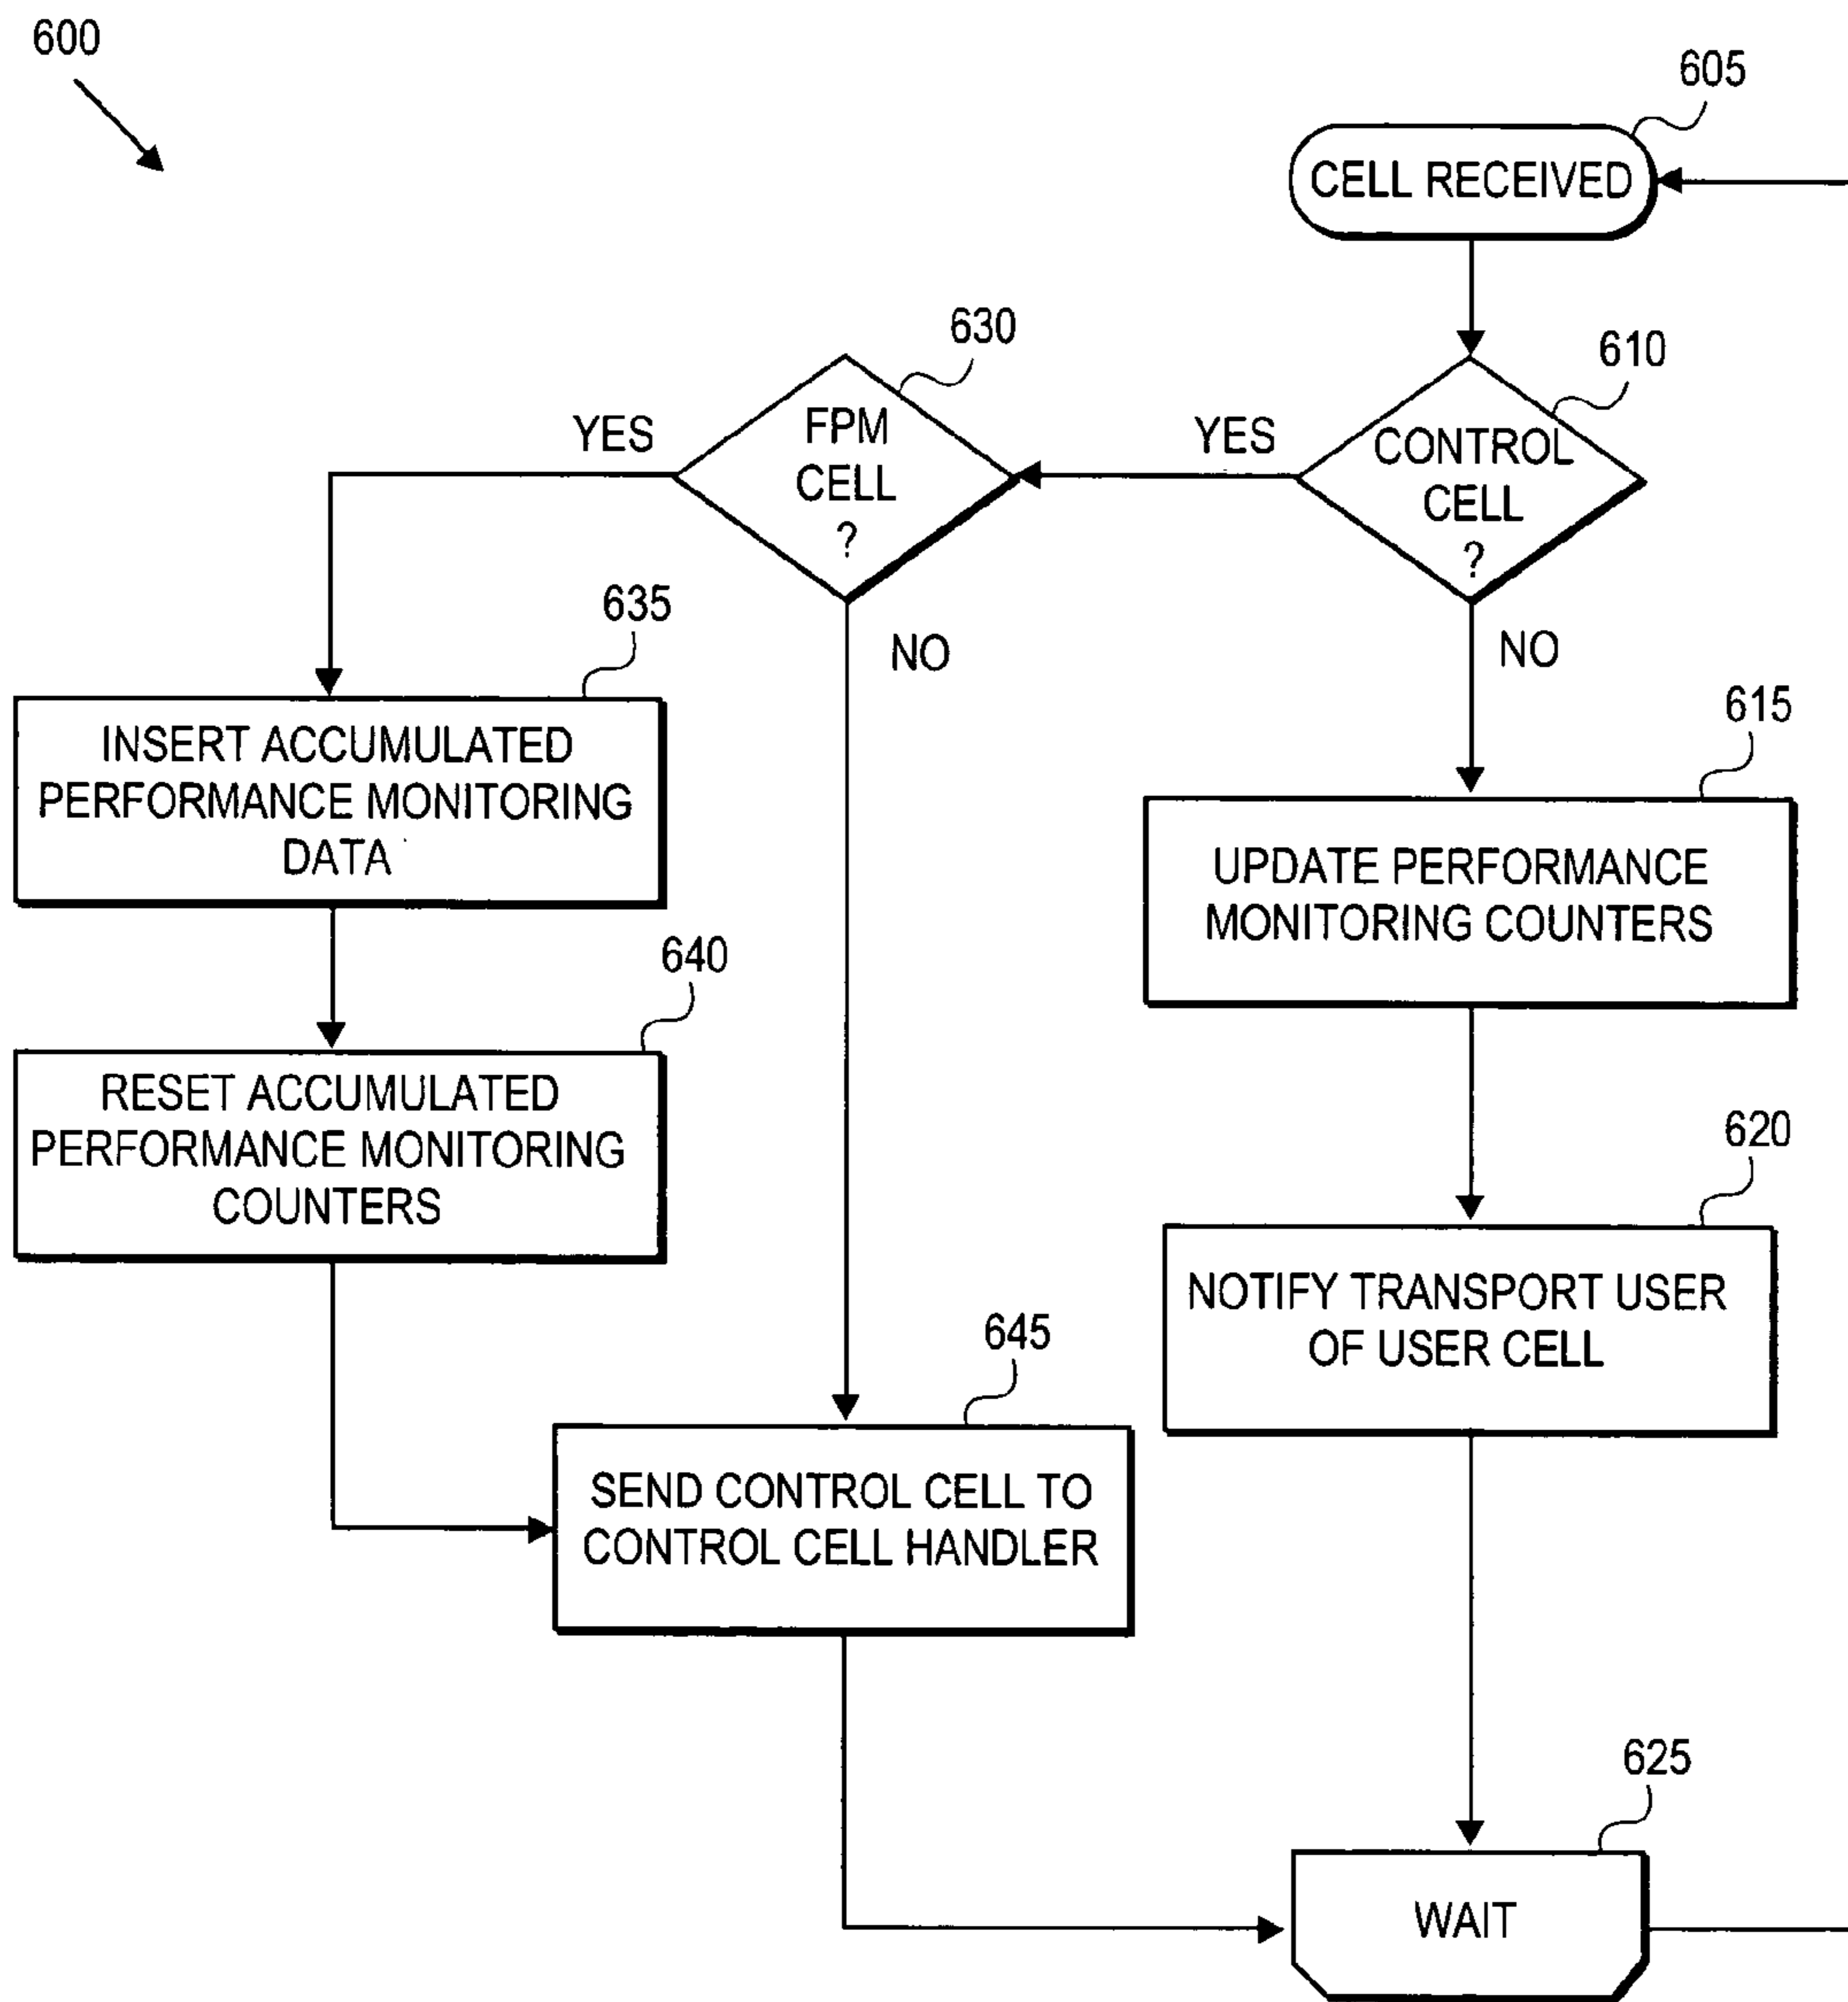 600
605
CELL RECEIVED
630
610
YES
FPM
CELL
?
YES
CONTROL
CELL
?
635
NO
NO
615
INSERT ACCUMULATED
PERFORMANCE MONITORING
DATA
UPDATE PERFORMANCE
MONITORING COUNTERS
640
RESET ACCUMULATED
PERFORMANCE MONITORING
COUNTERS
620
NOTIFY TRANSPORT USER
OF USER CELL
645
SEND CONTROL CELL TO
CONTROL CELL HANDLER
625
WAIT